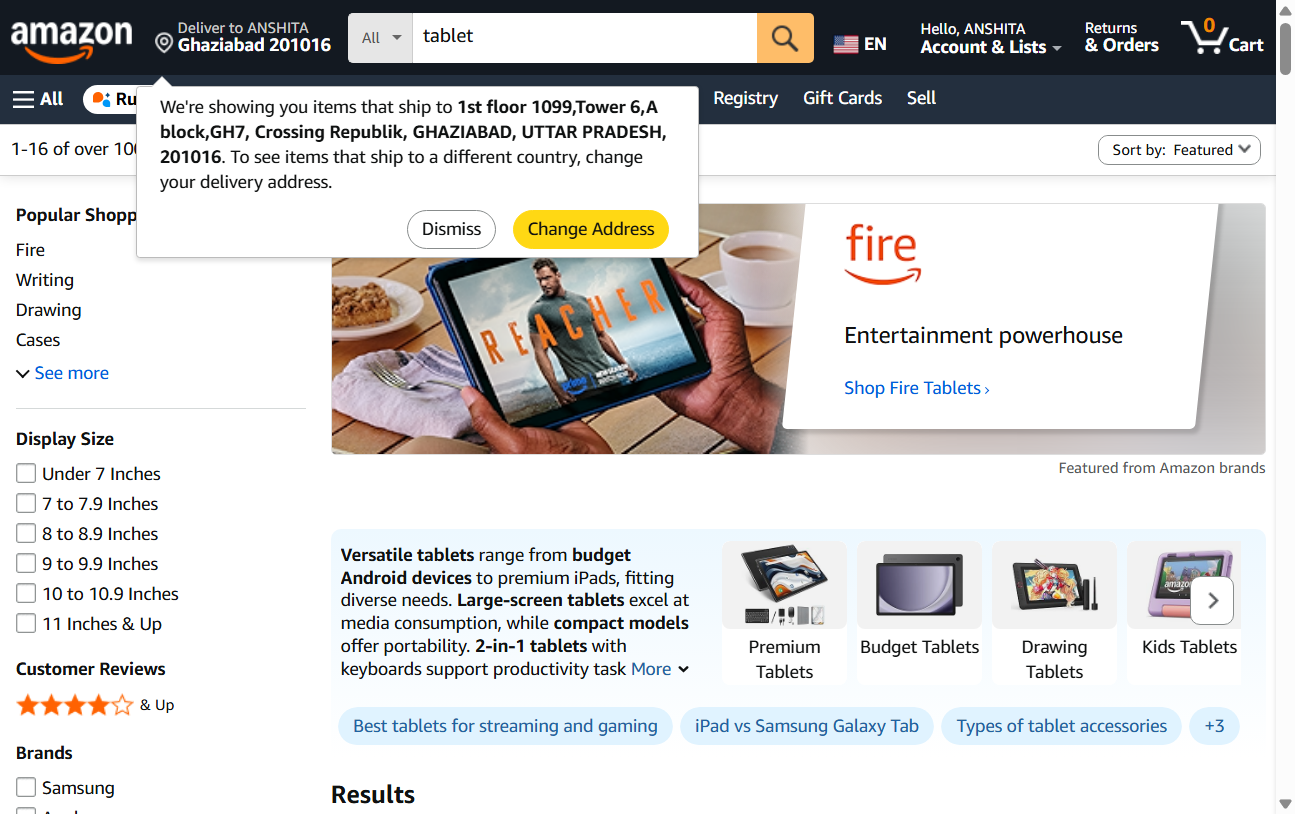 amazon
Deliver to ANSHITA
Ghaziabad 201016
All
tablet
EN
Hello, ANSHITA
Account & Lists
Returns
& Orders
0
Cart
All
Ru
Registry
Gift Cards
Sell
We're showing you items that ship to 1st floor 1099,Tower 6,A
block,GH7, Crossing Republik, GHAZIABAD, UTTAR PRADESH,
201016. To see items that ship to a different country, change
your delivery address.
Dismiss
Change Address
1-16 of over
Sort by: Featured
Popular Shopp
Fire
Writing
Drawing
Cases
See more
Display Size
Under 7 Inches
7 to 7.9 Inches
8 to 8.9 Inches
9 to 9.9 Inches
10 to 10.9 Inches
11 Inches & Up
Customer Reviews
& Up
Brands
Samsung
REACHER
prime
fire
Entertainment powerhouse
Shop Fire Tablets ›
Featured from Amazon brands
Versatile tablets range from budget
Android devices to premium iPads, fitting
diverse needs. Large-screen tablets excel at
media consumption, while compact models
offer portability. 2-in-1 tablets with
keyboards support productivity task More
Premium
Tablets
Budget Tablets
Drawing
Tablets
amazon
Kids Tablets
Best tablets for streaming and gaming
iPad vs Samsung Galaxy Tab
Types of tablet accessories
+3
Results